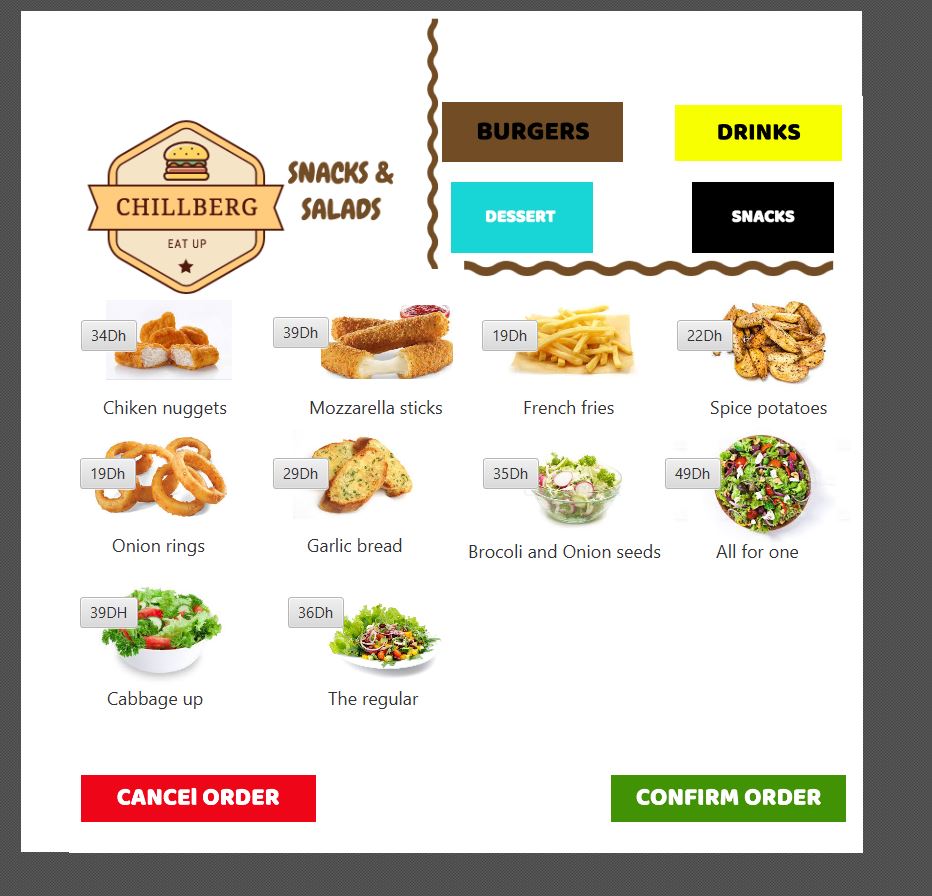 BURGERS
DRINKS
SNACKS &
SALADS
CHILLBERG
EAT UP
DESSERT
SNACKS
34Dh
39Dh
19Dh
22Dh
Chiken nuggets
Mozzarella sticks
French fries
Spice potatoes
19Dh
29Dh
35Dh
49Dh
Onion rings
Garlic bread
Brocoli and Onion seeds
All for one
39DH
36Dh
Cabbage up
The regular
CANCEl ORDER
CONFIRM ORDER